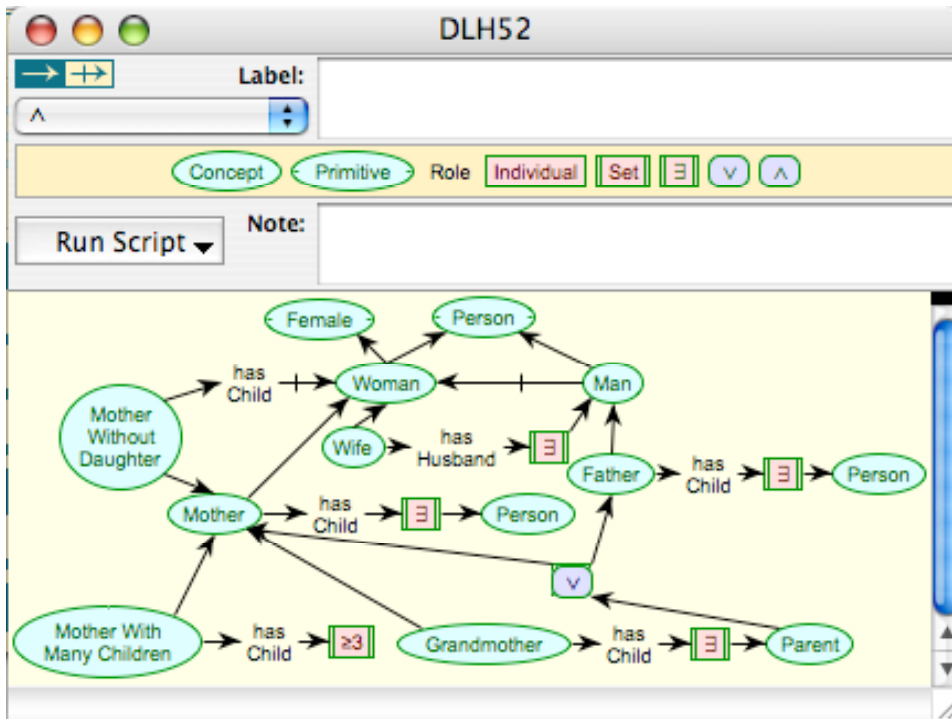 DLH52
Label:
∧
Concept Primitive Role Individual Set ∃ ∨ ∧
Run Script
Note:
Female
Person
has
Child
Woman
Man
Mother
Without
Daughter
Wife
has
Husband
∃
Father
has
Child
∃
Person
Mother
has
Child
∃
Person
∨
Mother With
Many Children
has
Child
≥3
Grandmother
has
Child
∃
Parent